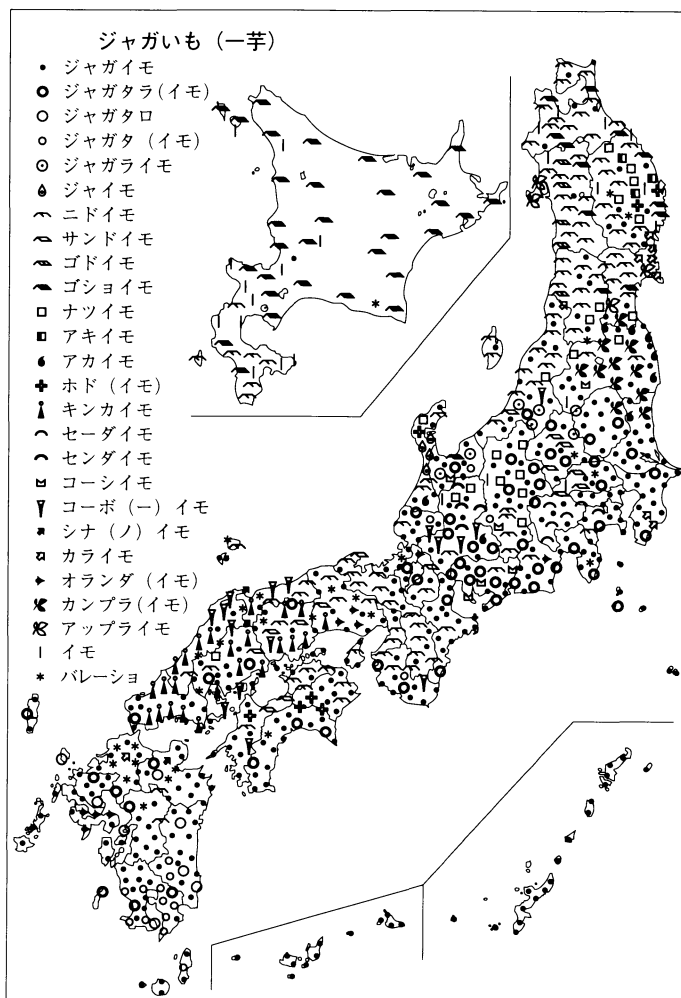 ジャガいも（一芋）
ジャガイモ
ジャガタラ(イモ)
ジャガタロ
ジャガタ（イモ）
ジャガライモ
ジャイモ
ニドイモ
サンドイモ
ゴドイモ
ゴショイモ
ナツイモ
アキイモ
アカイモ
ホド（イモ）
キンカイモ
セーダイモ
センダイモ
コーシイモ
コーボ（ー）イモ
シナ（ノ）イモ
カライモ
オランダ（イモ）
カンプラ(イモ)
アップライモ
イモ
バレーショ